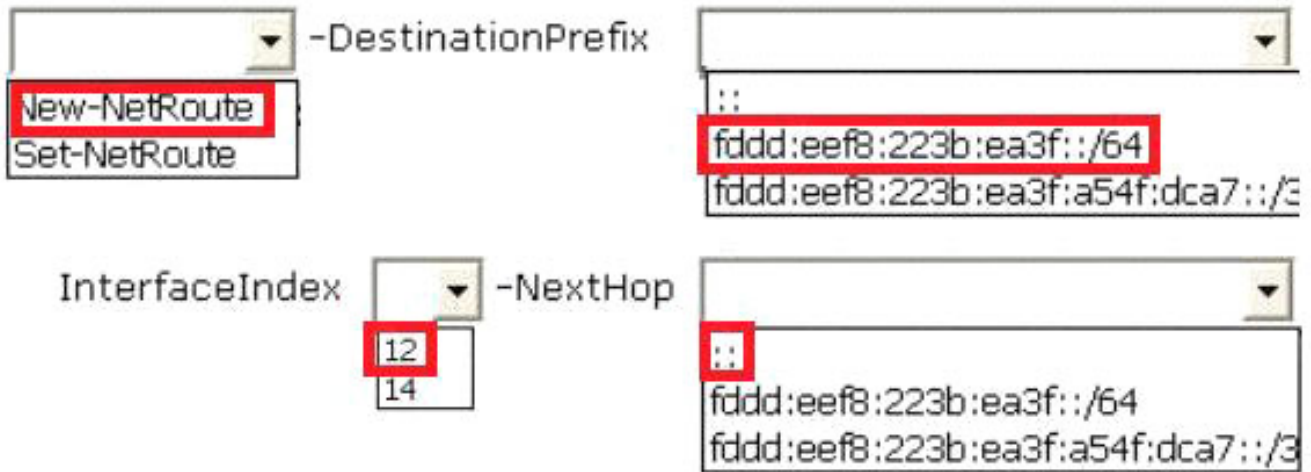 -DestinationPrefix
New-NetRoute
Set-NetRoute
::
fddd:eef8:223b:ea3f::/64
fddd:eef8:223b:ea3f:a54f:dca7::/3
InterfaceIndex -NextHop
12
14
::
fddd:eef8:223b:ea3f::/64
fddd:eef8:223b:ea3f:a54f:dca7::/3